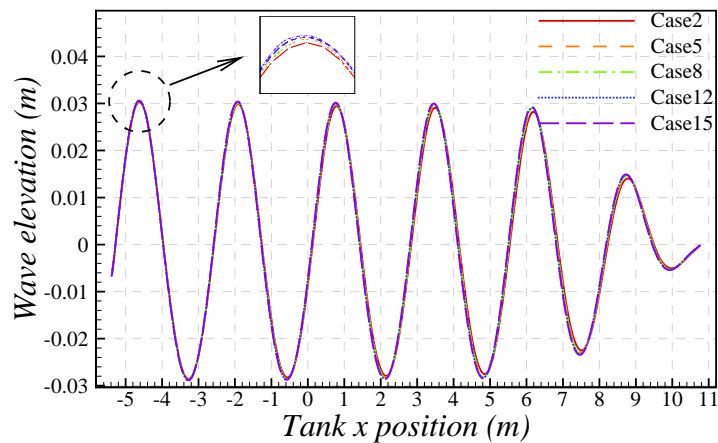 Case2
Case5
Case8
Case12
Case15
0.04
0.03
0.02
0.01
0
-0.01
-0.02
-0.03
Wave elevation (m)
-5 -4 -3 -2 -1 0 1 2 3 4 5 6 7 8 9 10 11
Tank x position (m)